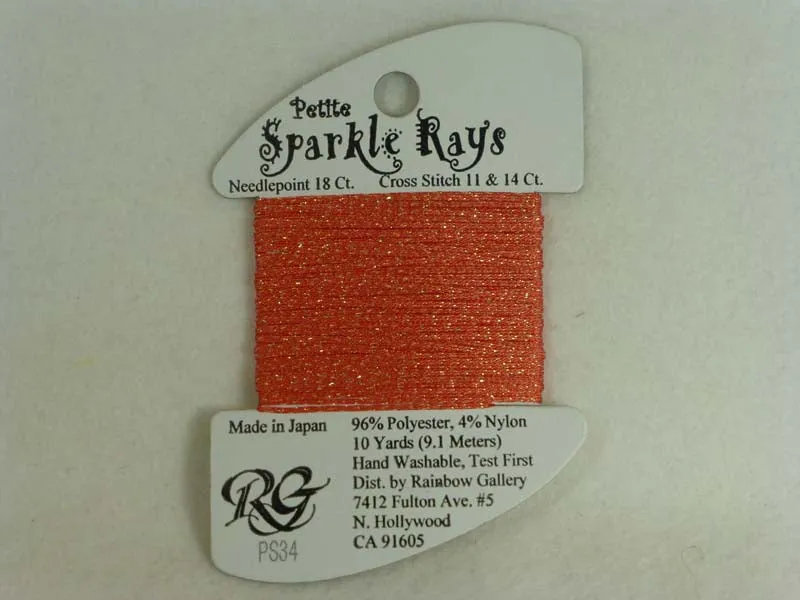 Petite
Sparkle Rays
Needlepoint 18 Ct. Cross Stitch 11 & 14 Ct.
Made in Japan
96% Polyester, 4% Nylon
10 Yards (9.1 Meters)
Hand Washable, Test First
Dist. by Rainbow Gallery
7412 Fulton Ave. #5
N. Hollywood
CA 91605
RG
PS34